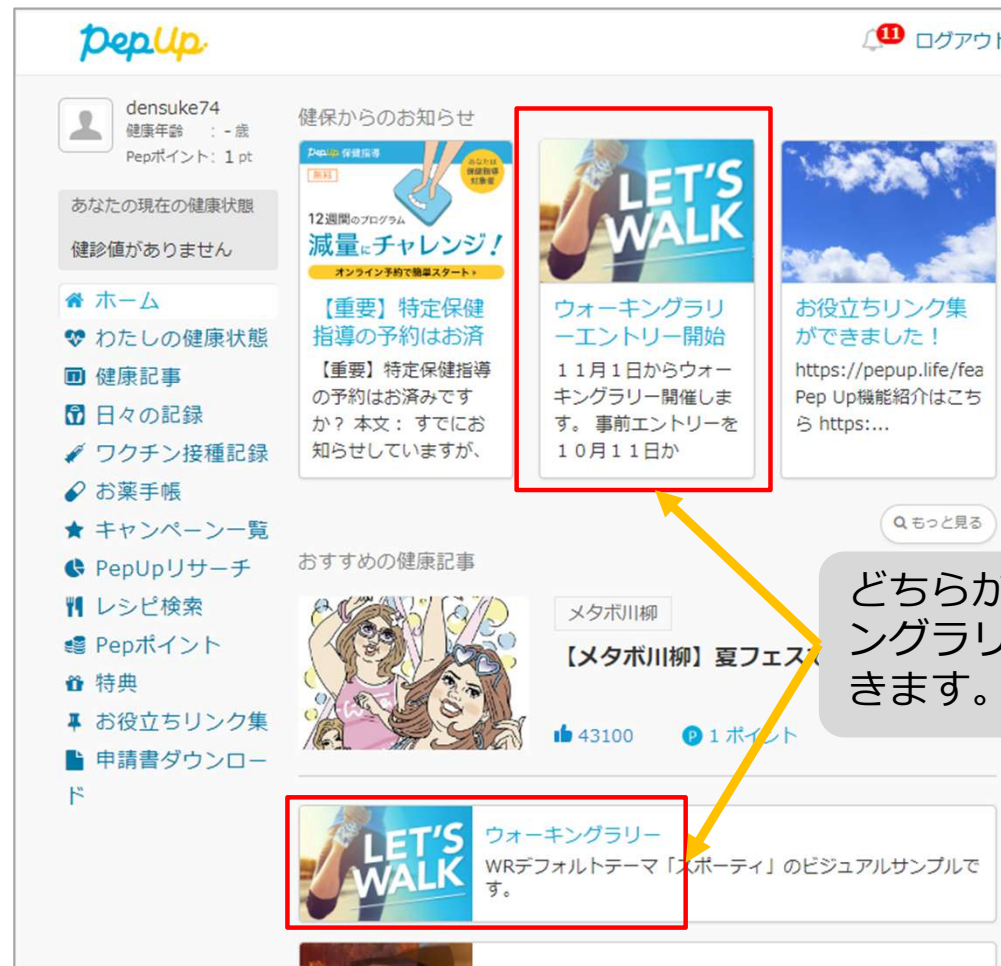 PepUp
11 ログアウト
densuke74
健康年齢 : - 歳
Pepポイント: 1 pt
あなたの現在の健康状態
健診値がありません
ホーム
わたしの健康状態
健康記事
日々の記録
ワクチン接種記録
お薬手帳
キャンペーン一覧
PepUpリサーチ
レシピ検索
Pepポイント
特典
お役立ちリンク集
申請書ダウンロー
ド
健保からのお知らせ
PepUp 保健指導
無料
あなたは
保健指導
対象者
12週間のプログラム
減量にチャレンジ!
オンライン予約で簡単スタート
【重要】特定保健
指導の予約はお済
【重要】特定保健指導
の予約はお済みです
か? 本文: すでにお
知らせしていますが、
LET'S
WALK
ウォーキングラリ
ーエントリー開始
11月1日からウォー
キングラリー開催しま
す。 事前エントリーを
10月11日か
お役立ちリンク集
ができました!
https://pepup.life/fea
Pep Up機能紹介はこち
ら https:...
もっと見る
おすすめの健康記事
メタボ川柳
【メタボ川柳】夏フェス
43100 P 1 ポイント
どちらか
ングラリ
きます。
LET'S
WALK
ウォーキングラリー
WRデフォルトテーマ「スポーティ」のビジュアルサンプルで
す。